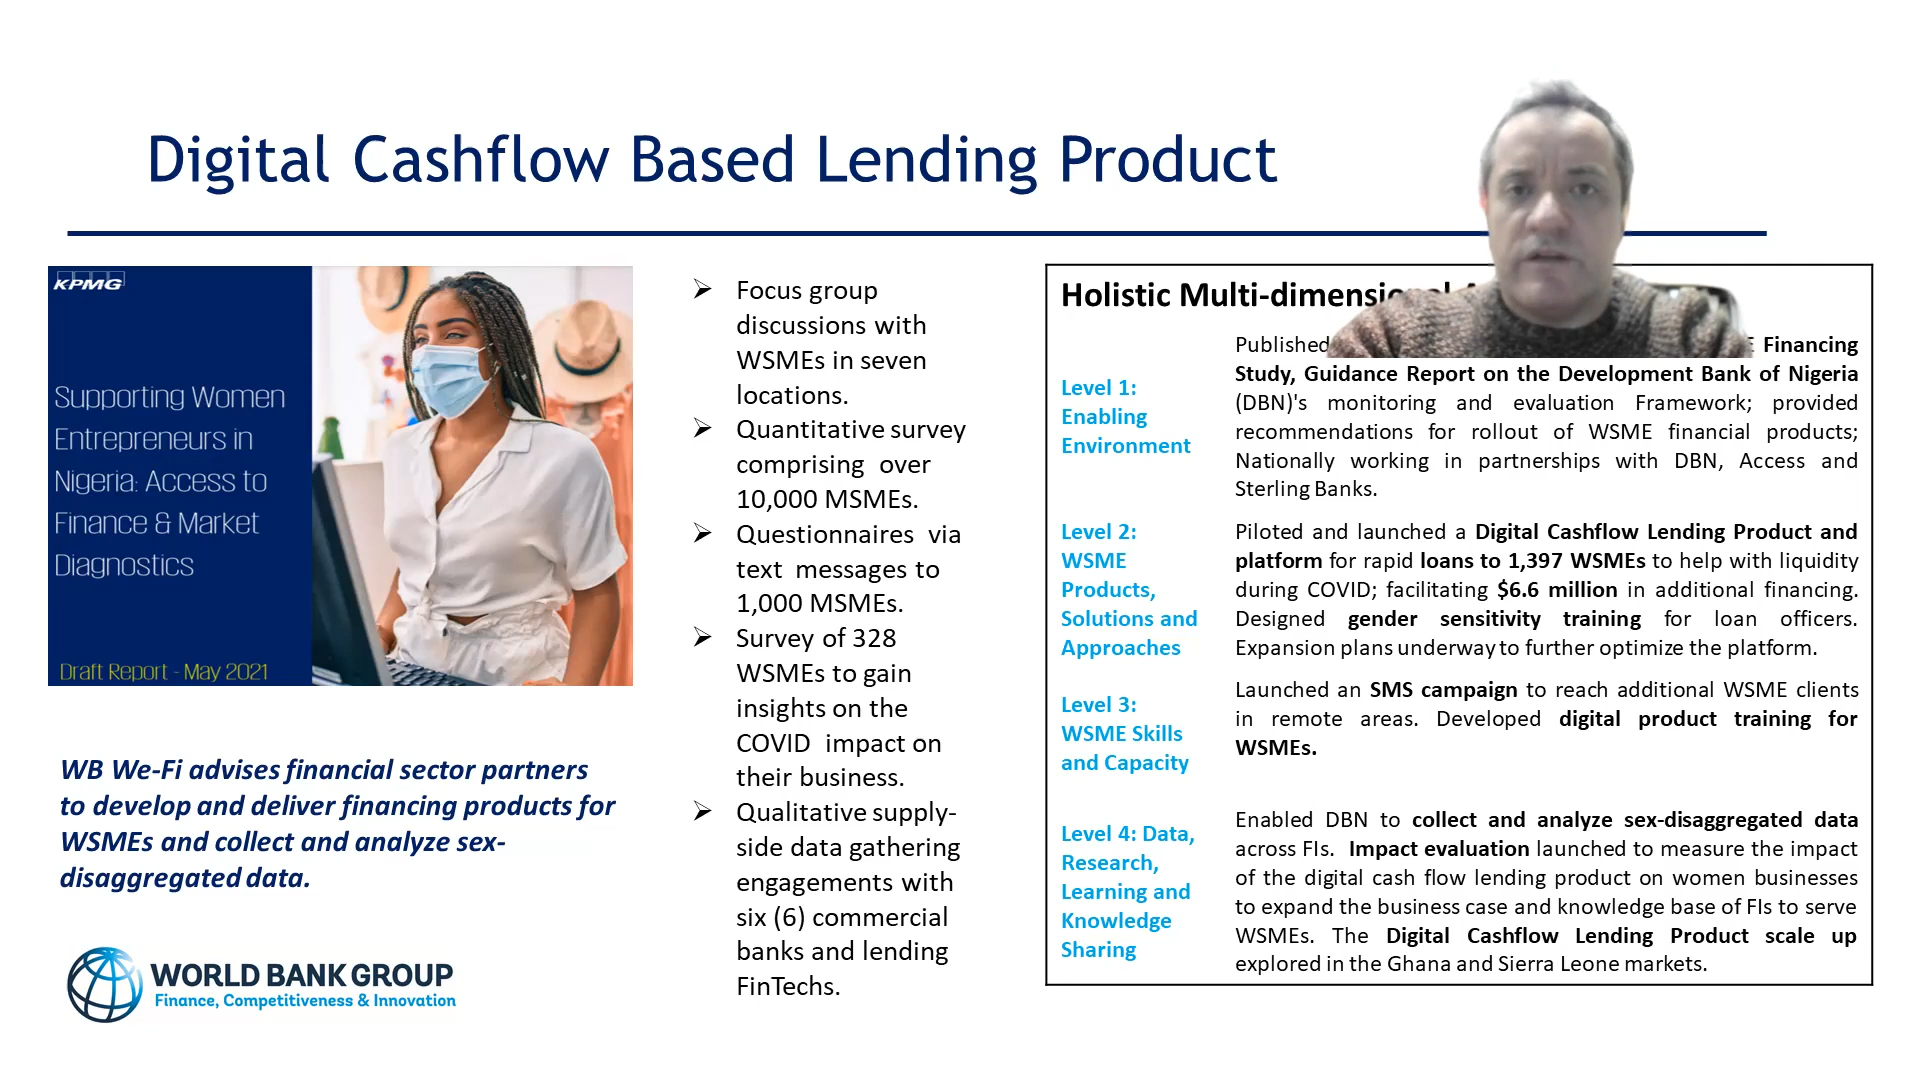 Digital Cashflow Based Lending Product
KPMG
Supporting Women
Entrepreneurs in
Nigeria: Access to
Finance & Market
Diagnostics
Draft Report - May 2021
WB We-Fi advises financial sector partners
to develop and deliver financing products for
WSMEs and collect and analyze sex-
disaggregated data.
WORLD BANK GROUP
Finance, Competitiveness & Innovation
Focus group
discussions with
WSMEs in seven
locations.
Quantitative survey
comprising over
10,000 MSMEs.
Questionnaires via
text messages to
1,000 MSMEs.
Survey of 328
WSMEs to gain
insights on the
COVID impact on
their business.
Qualitative supply-
side data gathering
engagements with
six (6) commercial
banks and lending
FinTechs.
Holistic
Level 1:
Enabling
Environment
Published Financing
Study, Guidance Report on the Development Bank of Nigeria
(DBN)'s monitoring and evaluation Framework; provided
recommendations for rollout of WSME financial products;
Nationally working in partnerships with DBN, Access and
Sterling Banks.
Level 2:
WSME
Products,
Solutions and
Approaches
Piloted and launched a Digital Cashflow Lending Product and
platform for rapid loans to 1,397 WSMEs to help with liquidity
during COVID; facilitating $6.6 million in additional financing.
Designed gender sensitivity training for loan officers.
Expansion plans underway to further optimize the platform.
Level 3:
WSME Skills
and Capacity
Launched an SMS campaign to reach additional WSME clients
in remote areas. Developed digital product training for
WSMEs.
Level 4: Data,
Research,
Learning and
Knowledge
Sharing
Enabled DBN to collect and analyze sex-disaggregated data
across FIs. Impact evaluation launched to measure the impact
of the digital cash flow lending product on women businesses
to expand the business case and knowledge base of FIs to serve
WSMEs. The Digital Cashflow Lending Product scale up
explored in the Ghana and Sierra Leone markets.